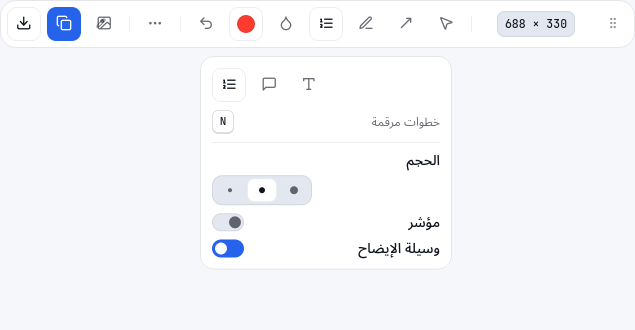 688 × 330
خطوات مرقمة
N
الحجم
مؤشر
وسيلة الإيضاح